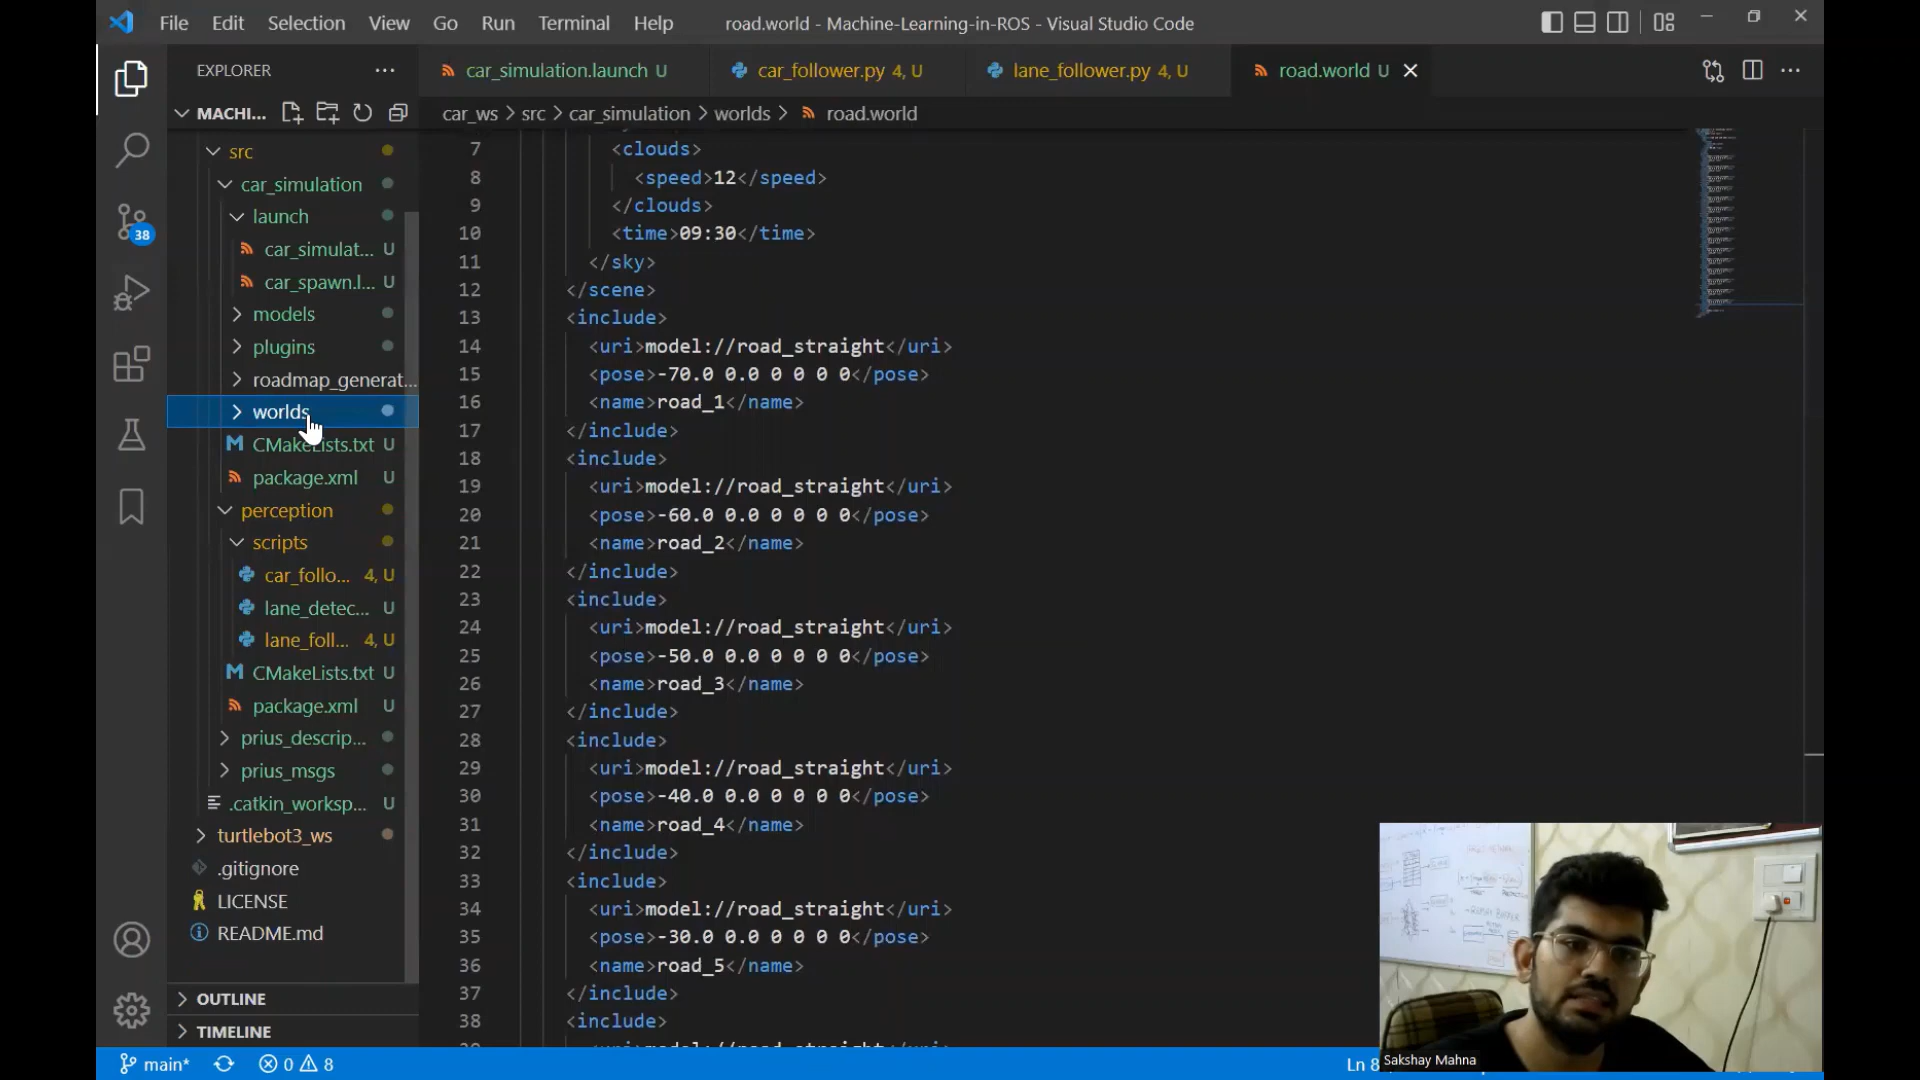 File Edit Selection View Go Run Terminal Help road.world - Machine-Learning-in-ROS - Visual Studio Code
EXPLORER
car_simulation.launch U
car_follower.py 4, U
lane_follower.py 4, U
road.world U
MACHI...
car_ws > src > car_simulation > worlds > road.world
src
car_simulation
launch
car_simulat... U
car_spawn.l... U
models
plugins
roadmap_generat...
worlds
CMakeLists.txt U
package.xml U
perception
scripts
car_follo... 4, U
lane_detec... U
lane_foll... 4, U
CMakeLists.txt U
package.xml U
prius_descrip...
prius_msgs
.catkin_worksp... U
turtlebot3_ws
.gitignore
LICENSE
README.md
OUTLINE
TIMELINE
38
7 <clouds>
8 <speed>12</speed>
9 </clouds>
10 <time>09:30</time>
11 </sky>
12 </scene>
13 <include>
14 <uri>model://road_straight</uri>
15 <pose>-70.0 0.0 0 0 0 0</pose>
16 <name>road_1</name>
17 </include>
18 <include>
19 <uri>model://road_straight</uri>
20 <pose>-60.0 0.0 0 0 0 0</pose>
21 <name>road_2</name>
22 </include>
23 <include>
24 <uri>model://road_straight</uri>
25 <pose>-50.0 0.0 0 0 0 0</pose>
26 <name>road_3</name>
27 </include>
28 <include>
29 <uri>model://road_straight</uri>
30 <pose>-40.0 0.0 0 0 0 0</pose>
31 <name>road_4</name>
32 </include>
33 <include>
34 <uri>model://road_straight</uri>
35 <pose>-30.0 0.0 0 0 0 0</pose>
36 <name>road_5</name>
37 </include>
38 <include>
Sakshay Mahna
main* 0 8 Ln 8